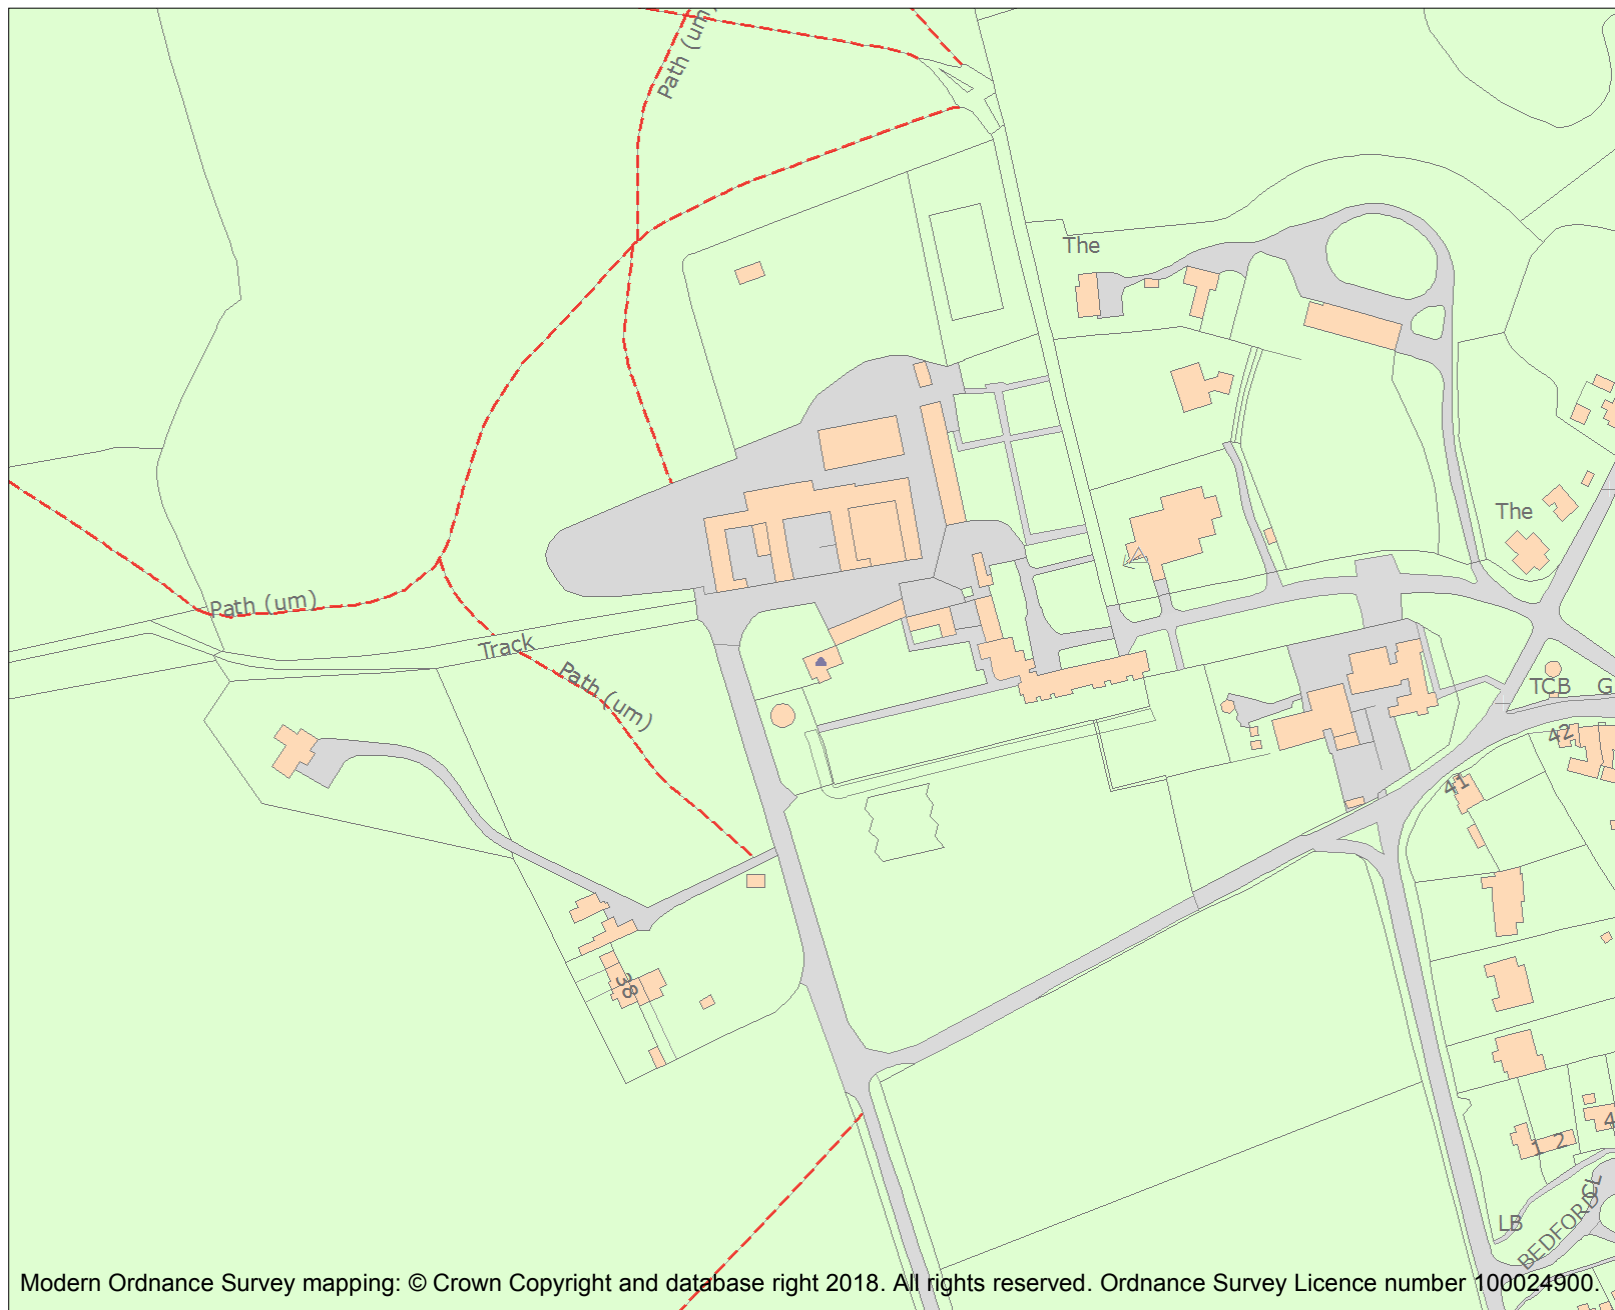 Path (um)
The
The
Path (um)
Track
Path (um)
TCB
G
42
41
38
1 2
4
CL
LB
BEDFORD
Modern Ordnance Survey mapping: © Crown Copyright and database right 2018. All rights reserved. Ordnance Survey Licence number 100024900.